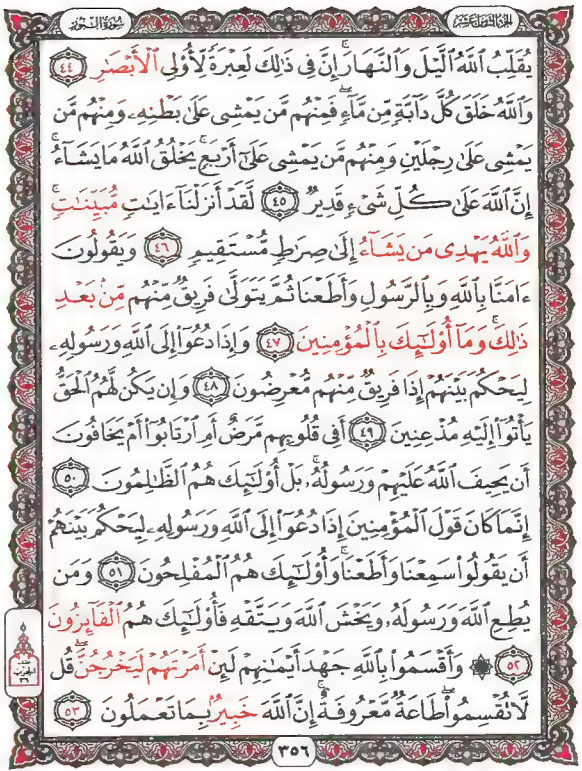 الجزء الثامن عشر
سورة النور
يُقَلِّبُ ٱللَّهُ ٱلَّيْلَ وَٱلنَّهَارَ ۚ إِنَّ فِى ذَٰلِكَ لَعِبْرَةً لِّأُو۟لِى ٱلْأَبْصَٰرِ ٤٤
وَٱللَّهُ خَلَقَ كُلَّ دَآبَّةٍ مِّن مَّآءٍ ۖ فَمِنْهُم مَّن يَمْشِى عَلَىٰ بَطْنِهِۦ وَمِنْهُم مَّن
يَمْشِى عَلَىٰ رِجْلَيْنِ وَمِنْهُم مَّن يَمْشِى عَلَىٰٓ أَرْبَعٍ ۚ يَخْلُقُ ٱللَّهُ مَا يَشَآءُ ۚ
إِنَّ ٱللَّهَ عَلَىٰ كُلِّ شَىْءٍ قَدِيرٌ ٤٥ لَّقَدْ أَنزَلْنَآ ءَايَٰتٍ مُّبَيِّنَٰتٍ ۚ
وَٱللَّهُ يَهْدِى مَن يَشَآءُ إِلَىٰ صِرَٰطٍ مُّسْتَقِيمٍ ٤٦ وَيَقُولُونَ
ءَامَنَّا بِٱللَّهِ وَبِٱلرَّسُولِ وَأَطَعْنَا ثُمَّ يَتَوَلَّىٰ فَرِيقٌ مِّنْهُم مِّنۢ بَعْدِ
ذَٰلِكَ ۚ وَمَآ أُو۟لَٰٓئِكَ بِٱلْمُؤْمِنِينَ ٤٧ وَإِذَا دُعُوٓا۟ إِلَى ٱللَّهِ وَرَسُولِهِۦ
لِيَحْكُمَ بَيْنَهُمْ إِذَا فَرِيقٌ مِّنْهُم مُّعْرِضُونَ ٤٨ وَإِن يَكُن لَّهُمُ ٱلْحَقُّ
يَأْتُوٓا۟ إِلَيْهِ مُذْعِنِينَ ٤٩ أَفِى قُلُوبِهِم مَّرَضٌ أَمِ ٱرْتَابُوٓا۟ أَمْ يَخَافُونَ
أَن يَحِيفَ ٱللَّهُ عَلَيْهِمْ وَرَسُولُهُۥ ۚ بَلْ أُو۟لَٰٓئِكَ هُمُ ٱلظَّٰلِمُونَ ٥٠
إِنَّمَا كَانَ قَوْلَ ٱلْمُؤْمِنِينَ إِذَا دُعُوٓا۟ إِلَى ٱللَّهِ وَرَسُولِهِۦ لِيَحْكُمَ بَيْنَهُمْ
أَن يَقُولُوا۟ سَمِعْنَا وَأَطَعْنَا ۚ وَأُو۟لَٰٓئِكَ هُمُ ٱلْمُفْلِحُونَ ٥١ وَمَن
يُطِعِ ٱللَّهَ وَرَسُولَهُۥ وَيَخْشَ ٱللَّهَ وَيَتَّقْهِ فَأُو۟لَٰٓئِكَ هُمُ ٱلْفَآئِزُونَ
٥٢ ۞ وَأَقْسَمُوا۟ بِٱللَّهِ جَهْدَ أَيْمَٰنِهِمْ لَئِنْ أَمَرْتَهُمْ لَيَخْرُجُنَّ ۖ قُل
لَّا تُقْسِمُوا۟ ۖ طَاعَةٌ مَّعْرُوفَةٌ ۚ إِنَّ ٱللَّهَ خَبِيرٌۢ بِمَا تَعْمَلُونَ ٥٣
الحزب
٣٦
٣٥٦